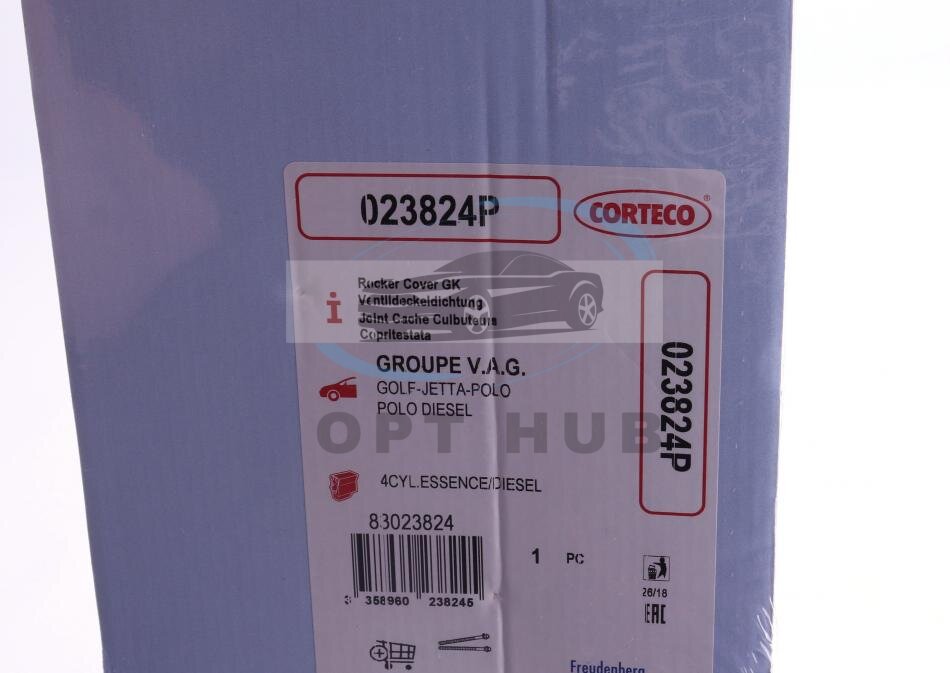 023824P
CORTECO®
Rocker Cover GK
Ventildeckeldichtung
Joint Cache Culbuteurs
Copritestata
GROUPE V.A.G.
GOLF-JETTA-POLO
POLO DIESEL
OPT HUB
023824P
4CYL.ESSENCE/DIESEL
83023824
1 PC
3 358960 238245
26/18
EAC
Freudenberg